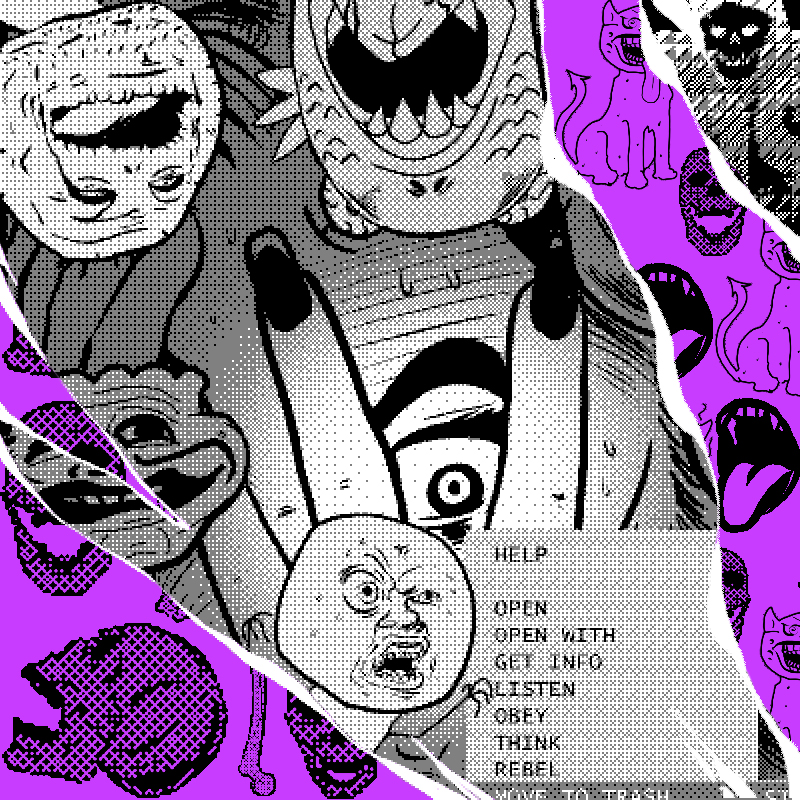 HELP
OPEN
OPEN WITH
GET INFO
LISTEN
OBEY
THINK
REBEL
MOVE TO TRASH